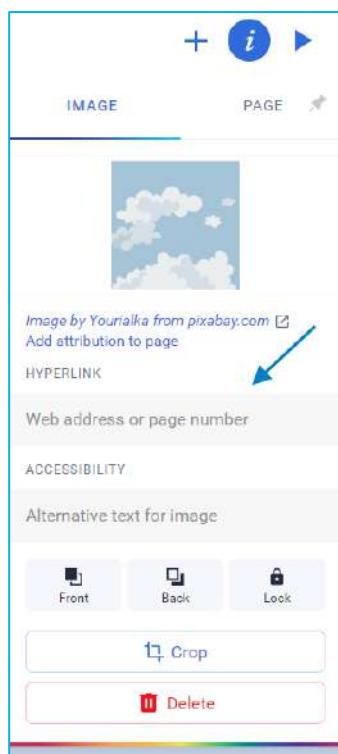 i
IMAGE PAGE
Image by Yourialka from pixabay.com
Add attribution to page
HYPERLINK
Web address or page number
ACCESSIBILITY
Alternative text for image
Front Back Lock
Crop
Delete